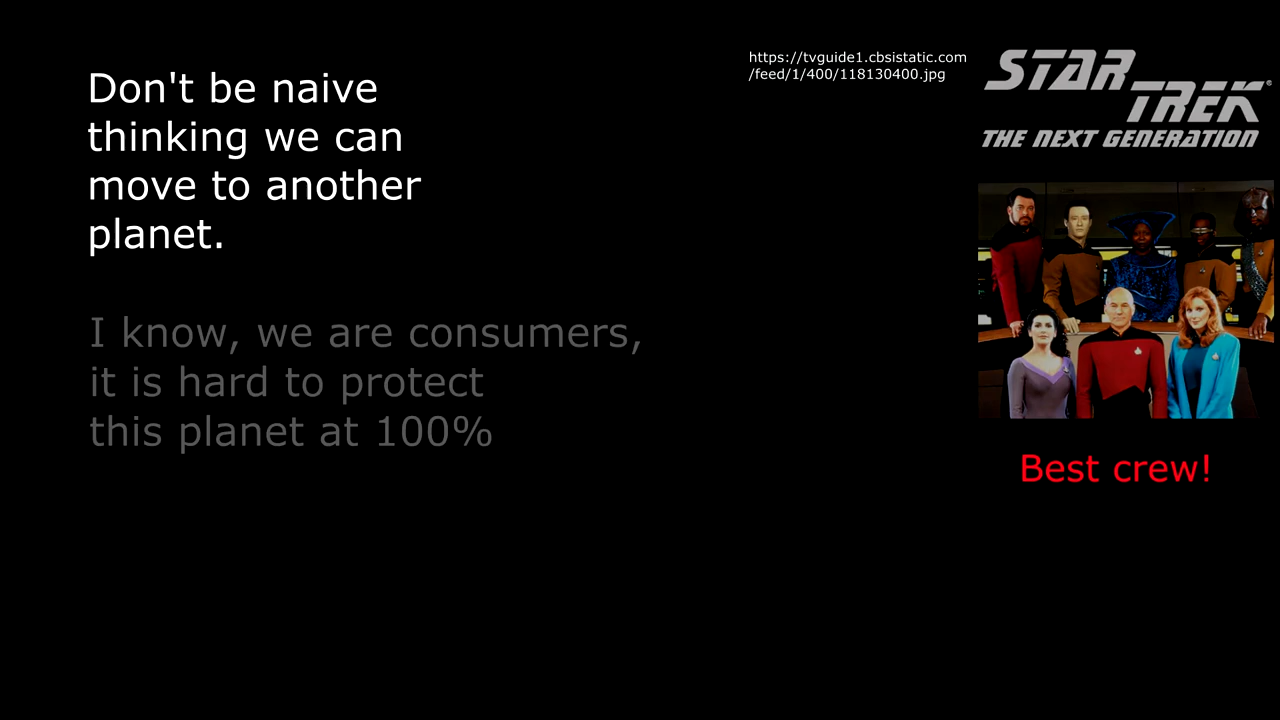 Don't be naive
thinking we can
move to another
planet.
I know, we are consumers,
it is hard to protect
this planet at 100%
https://tvguide1.cbsistatic.com
/feed/1/400/118130400.jpg
STAR
TREK®
THE NEXT GENERATION
Best crew!